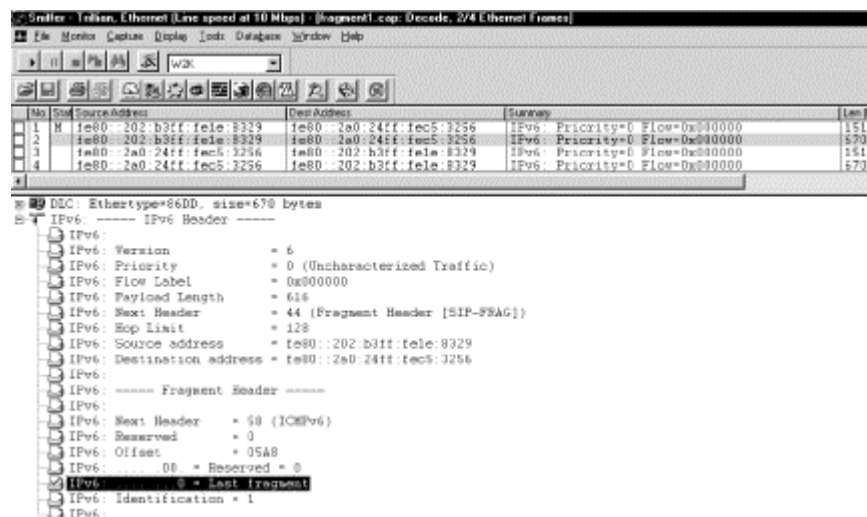 Sniffer - Trillian, Ethernet (Line speed at 10 Mbps) - [fragment1.cap: Decode, 2/4 Ethernet Frames]
File Monitor Capture Display Tools Database Window Help
W2K
No. Stat Source Address Dest Address Summary Len
1 M fe80::202:b3ff:fe1e:8329 fe80::2a0:24ff:fec5:3256 IPv6: Priority=0 Flow=0x000000 151
2 fe80::202:b3ff:fe1e:8329 fe80::2a0:24ff:fec5:3256 IPv6: Priority=0 Flow=0x000000 670
3 fe80::2a0:24ff:fec5:3256 fe80::202:b3ff:fe1e:8329 IPv6: Priority=0 Flow=0x000000 151
4 fe80::2a0:24ff:fec5:3256 fe80::202:b3ff:fe1e:8329 IPv6: Priority=0 Flow=0x000000 670
DLC: Ethertype=86DD, size=670 bytes
IPv6: ----- IPv6 Header -----
IPv6:
IPv6: Version = 6
IPv6: Priority = 0 (Uncharacterized Traffic)
IPv6: Flow Label = 0x000000
IPv6: Payload Length = 616
IPv6: Next Header = 44 (Fragment Header [SIP-FRAG])
IPv6: Hop Limit = 128
IPv6: Source address = fe80::202:b3ff:fe1e:8329
IPv6: Destination address = fe80::2a0:24ff:fec5:3256
IPv6:
IPv6: ----- Fragment Header -----
IPv6:
IPv6: Next Header = 58 (ICMPv6)
IPv6: Reserved = 0
IPv6: Offset = 05A8
IPv6: .... .00. = Reserved = 0
IPv6: .... ...0 = Last fragment
IPv6: Identification = 1
IPv6: